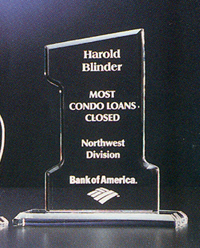 Harold
Blinder
MOST
CONDO LOANS
CLOSED
Northwest
Division
Bank of America.